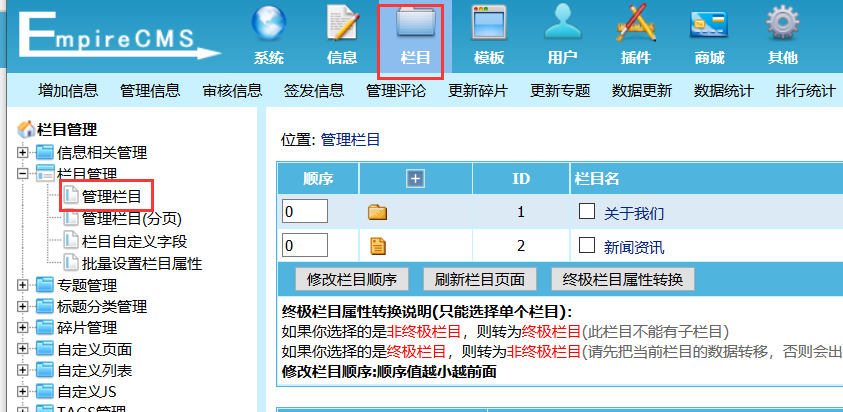 EmpireCMS
系统 信息 栏目 模板 用户 插件 商城 其他
增加信息 管理信息 审核信息 签发信息 管理评论 更新碎片 更新专题 数据更新 数据统计 排行统计
栏目管理
信息相关管理
栏目管理
管理栏目
管理栏目(分页)
栏目自定义字段
批量设置栏目属性
专题管理
标题分类管理
碎片管理
自定义页面
自定义列表
自定义JS
TAGS管理
位置: 管理栏目
顺序 ID 栏目名
0 1 关于我们
0 2 新闻资讯
修改栏目顺序 刷新栏目页面 终极栏目属性转换
终极栏目属性转换说明(只能选择单个栏目):
如果你选择的是非终极栏目，则转为终极栏目(此栏目不能有子栏目)
如果你选择的是终极栏目，则转为非终极栏目(请先把当前栏目的数据转移，否则会出
修改栏目顺序:顺序值越小越前面